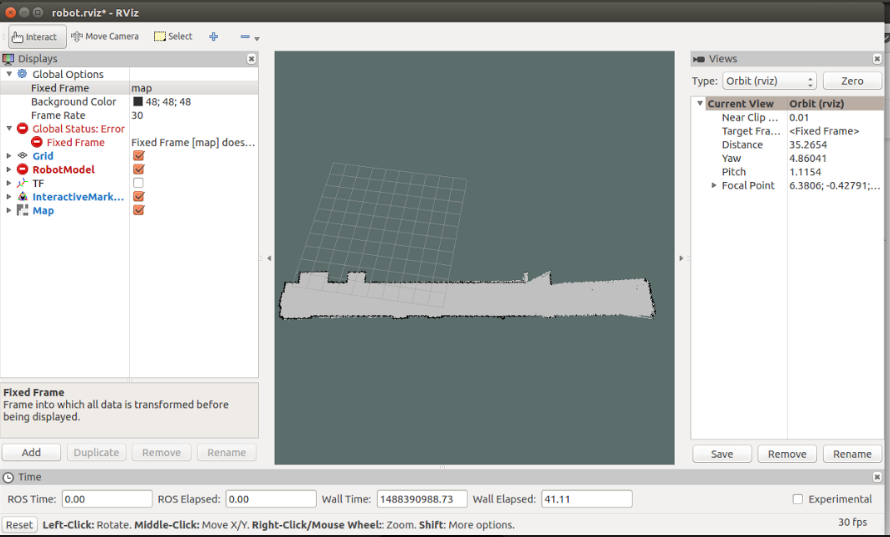 robot.rviz* - RViz
Interact Move Camera Select
Displays
Global Options
Fixed Frame map
Background Color 48; 48; 48
Frame Rate 30
Global Status: Error
Fixed Frame Fixed Frame [map] does...
Grid
RobotModel
TF
InteractiveMark...
Map
Fixed Frame
Frame into which all data is transformed before
being displayed.
Add Duplicate Remove Rename
Views
Type: Orbit (rviz) Zero
Current View Orbit (rviz)
Near Clip ... 0.01
Target Fra... <Fixed Frame>
Distance 35.2654
Yaw 4.86041
Pitch 1.1154
Focal Point 6.3806; -0.42791;...
Save Remove Rename
Time
ROS Time: 0.00 ROS Elapsed: 0.00 Wall Time: 1488390988.73 Wall Elapsed: 41.11 Experimental
Reset Left-Click: Rotate. Middle-Click: Move X/Y. Right-Click/Mouse Wheel:: Zoom. Shift: More options. 30 fps